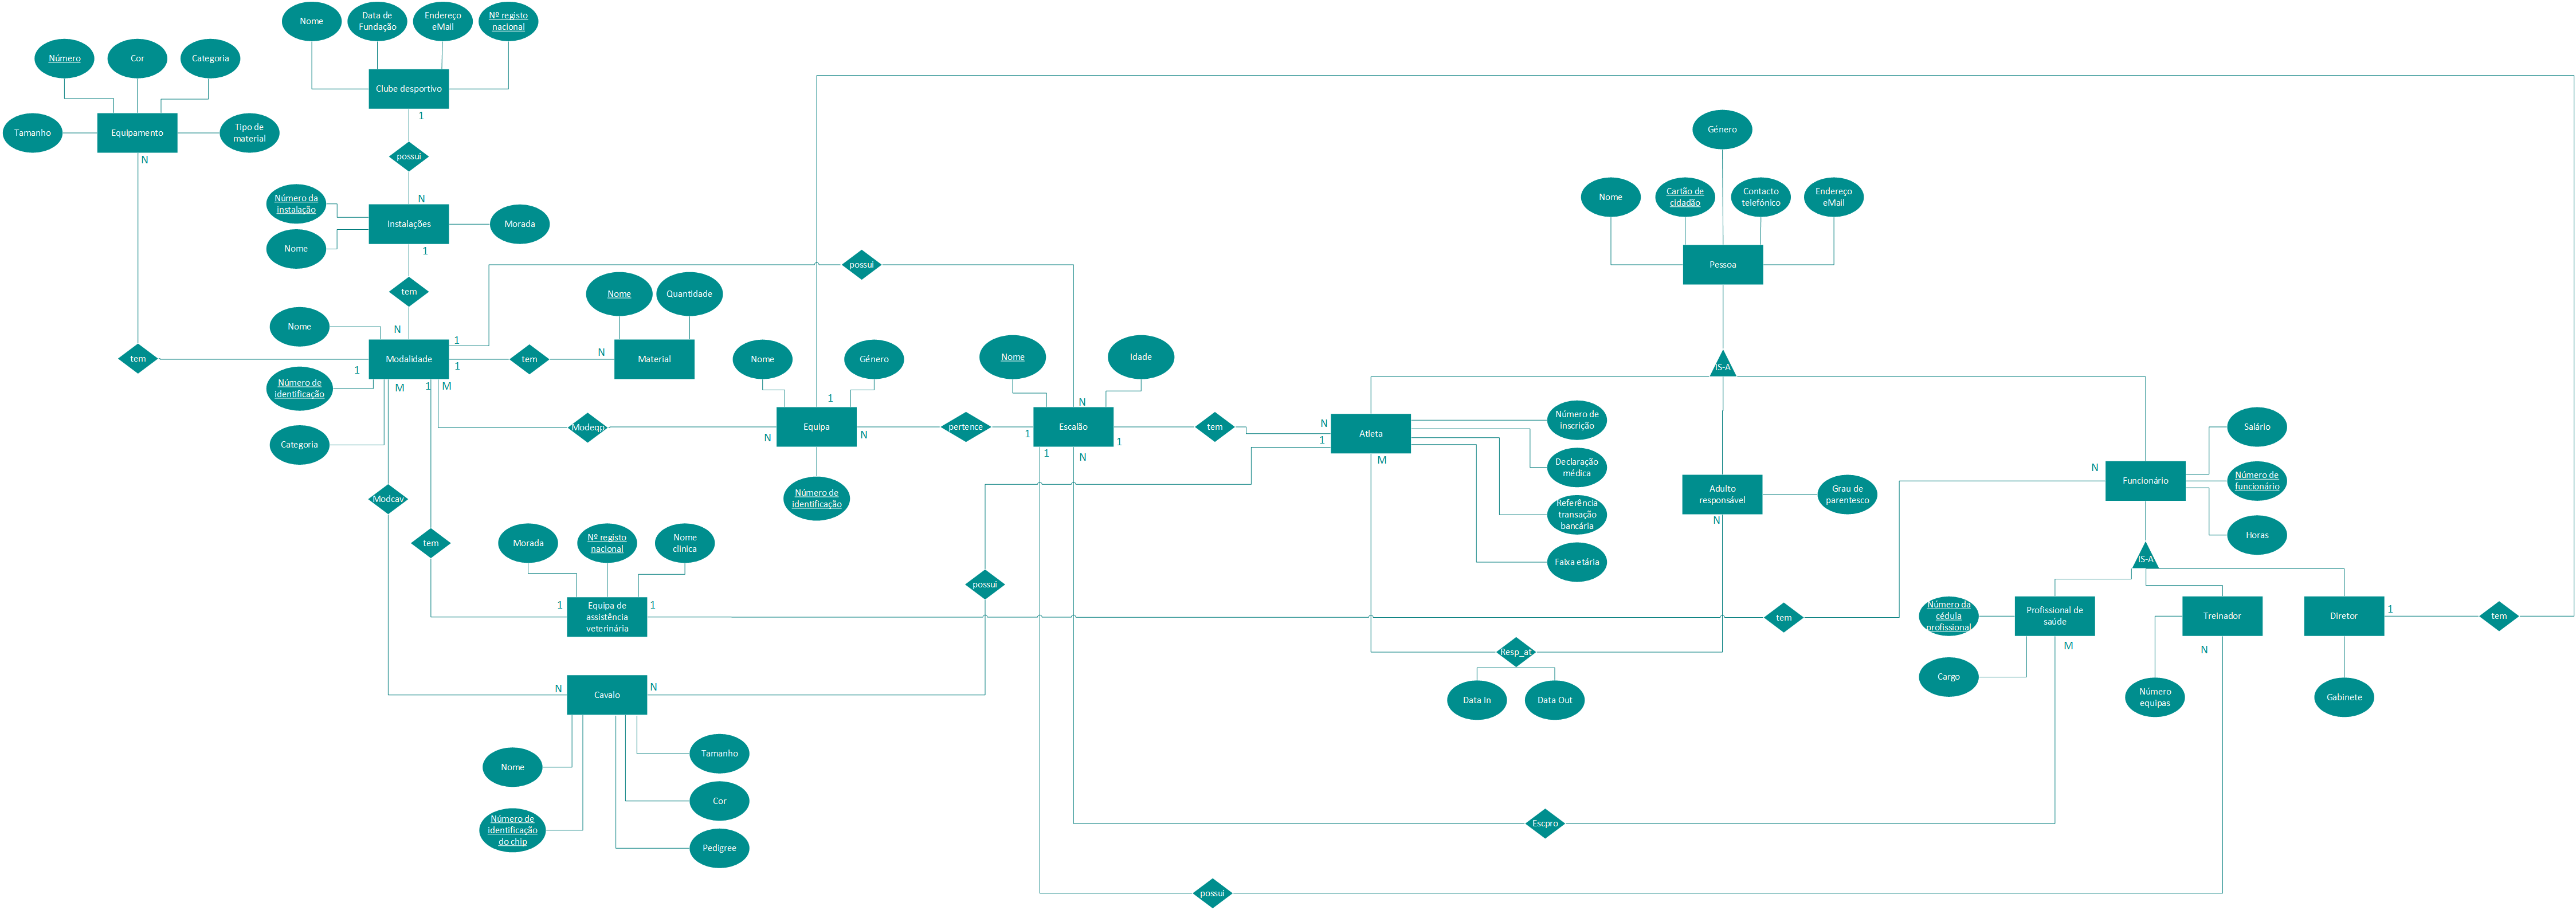 Nome
Data de
Fundação
Endereço
eMail
Nº registo
nacional
Número
Cor
Categoria
Clube desportivo
1
Tamanho
Equipamento
Tipo de
material
N
possui
Género
Número da
instalação
N
Instalações
Morada
Nome
1
Nome
Cartão de
cidadão
Contacto
telefónico
Endereço
eMail
possui
Pessoa
tem
Nome
Quantidade
Nome
N
1
tem
Modalidade
tem
N
Material
1
1
Número de
identificação
M
1
M
Categoria
Nome
Género
1
Nome
Idade
N
IS-A
Modeqp
N
Equipa
N
pertence
1
Escalão
1
tem
N
1
Atleta
M
1
N
Número de
inscrição
Declaração
médica
Referência
transação
bancária
Faixa etária
Salário
N
Funcionário
Número de
funcionário
Horas
Adulto
responsável
Grau de
parentesco
N
Número de
identificação
Modcav
tem
Morada
Nº registo
nacional
Nome
clinica
possui
IS-A
1
Equipa de
assistência
veterinária
1
tem
Número da
cédula
profissional
Profissional de
saúde
Treinador
Diretor
1
tem
M
N
Cargo
Número
equipas
Gabinete
Resp_at
Data In
Data Out
N
Cavalo
N
Nome
Tamanho
Cor
Número de
identificação
do chip
Pedigree
Escpro
possui